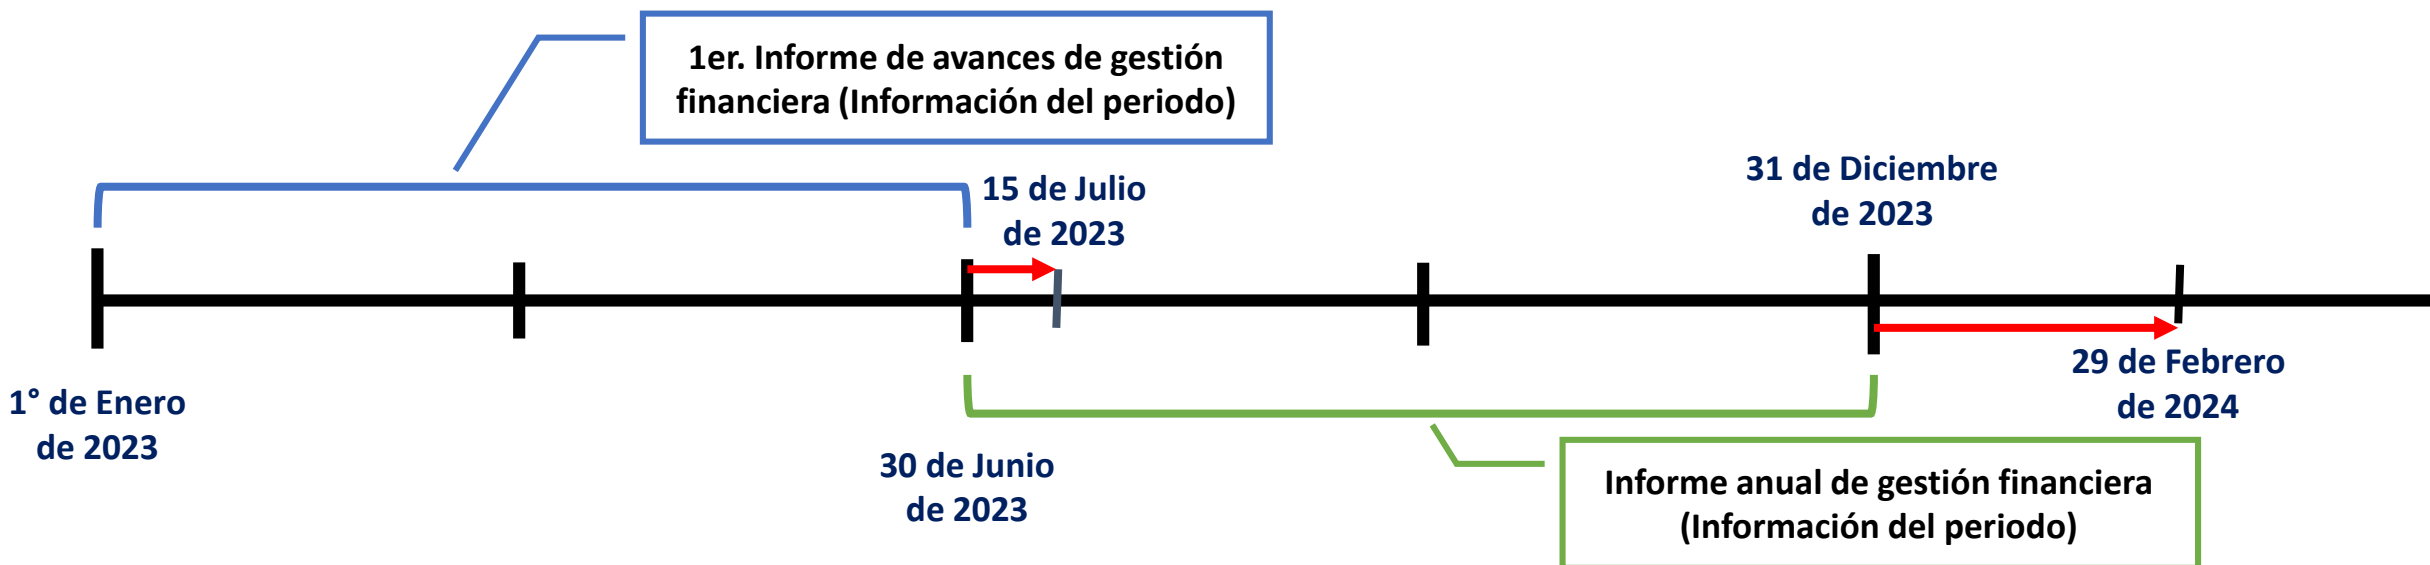 1er. Informe de avances de gestión
financiera (Información del periodo)
15 de Julio
de 2023
31 de Diciembre
de 2023
1° de Enero
de 2023
30 de Junio
de 2023
29 de Febrero
de 2024
Informe anual de gestión financiera
(Información del periodo)